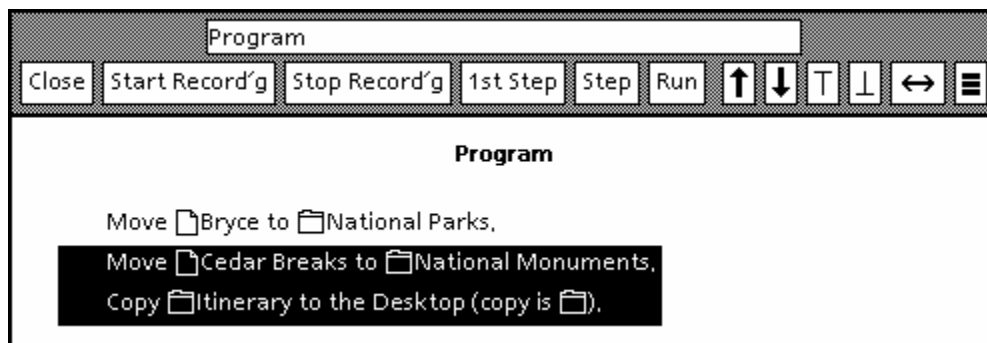 Program
Close Start Record´g Stop Record´g 1st Step Step Run
Program
Move Bryce to National Parks.
Move Cedar Breaks to National Monuments.
Copy Itinerary to the Desktop (copy is ).